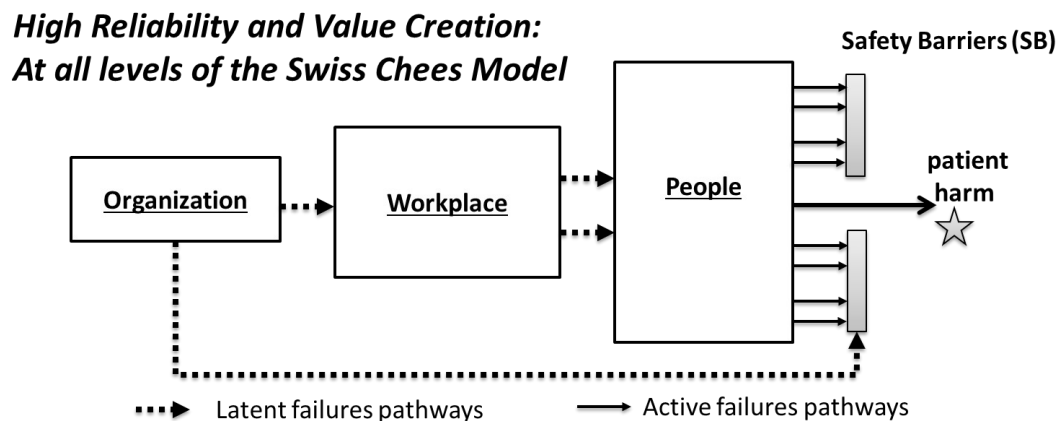 High Reliability and Value Creation:
At all levels of the Swiss Chees Model
Safety Barriers (SB)
Organization
Workplace
People
patient
harm
Latent failures pathways
Active failures pathways